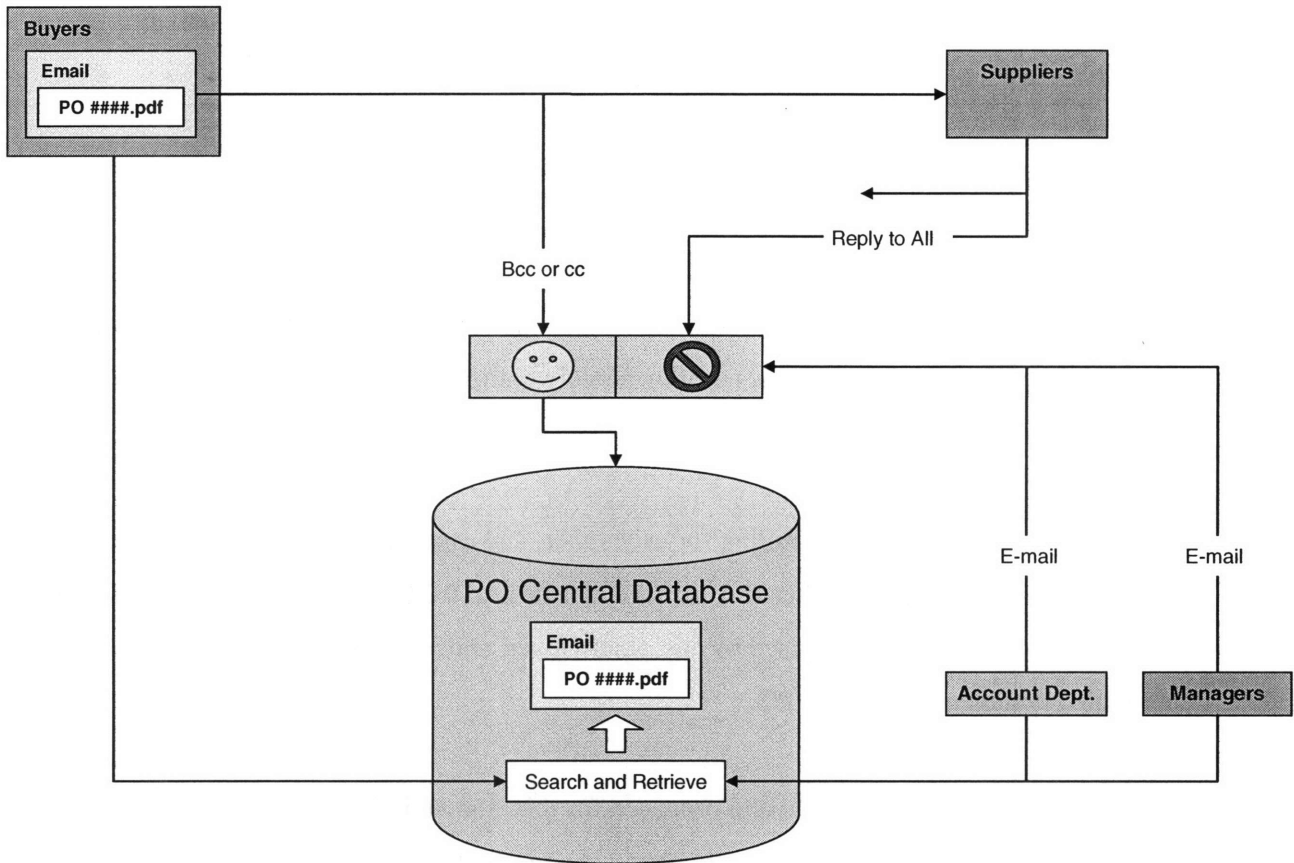 Buyers
Email
PO ####.pdf
Suppliers
Reply to All
Bcc or cc
E-mail
E-mail
PO Central Database
Email
PO ####.pdf
Account Dept.
Managers
Search and Retrieve